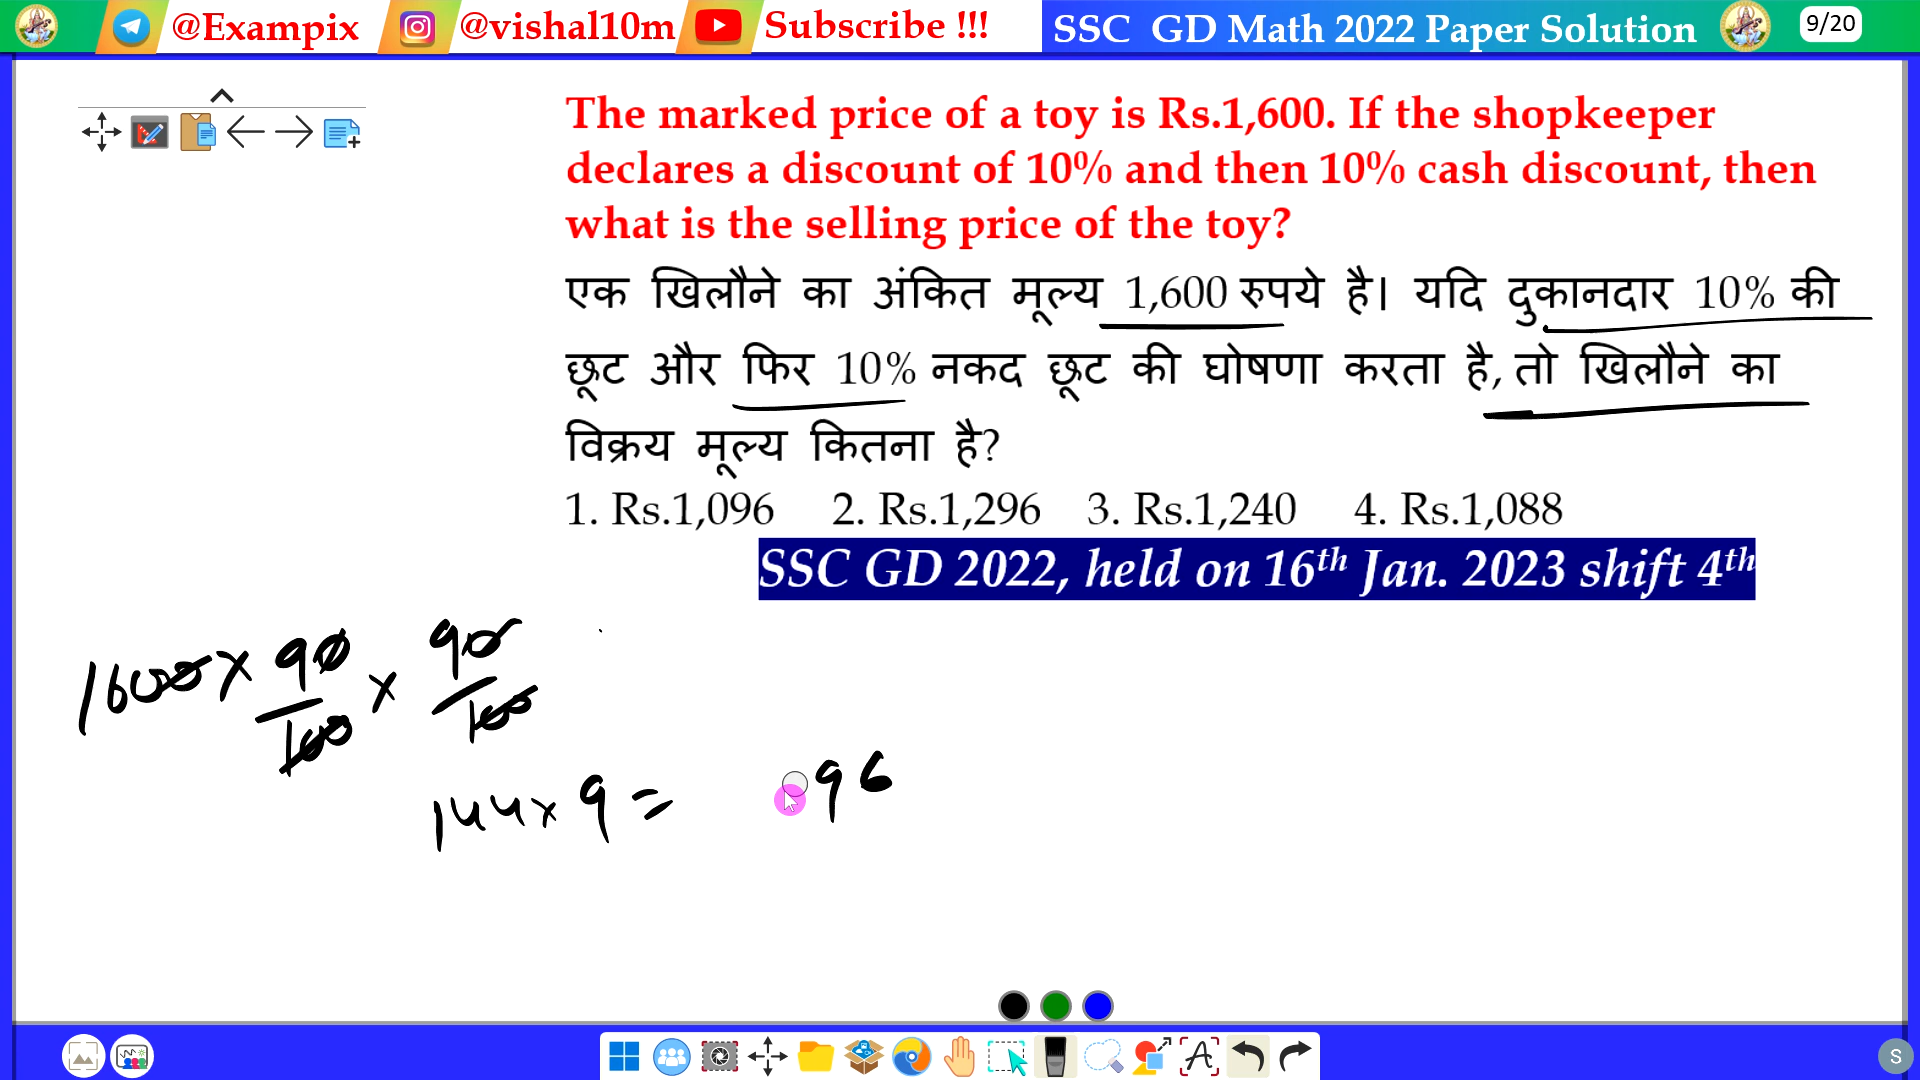 @Exampix @vishal10m Subscribe !!! SSC GD Math 2022 Paper Solution 9/20
The marked price of a toy is Rs.1,600. If the shopkeeper
declares a discount of 10% and then 10% cash discount, then
what is the selling price of the toy?
एक खिलौने का अंकित मूल्य 1,600 रुपये है। यदि दुकानदार 10% की
छूट और फिर 10% नकद छूट की घोषणा करता है, तो खिलौने का
विक्रय मूल्य कितना है?
1. Rs.1,096 2. Rs.1,296 3. Rs.1,240 4. Rs.1,088
SSC GD 2022, held on 16th Jan. 2023 shift 4th
1600 × 90/100 × 90/100
144 × 9 = 96
S